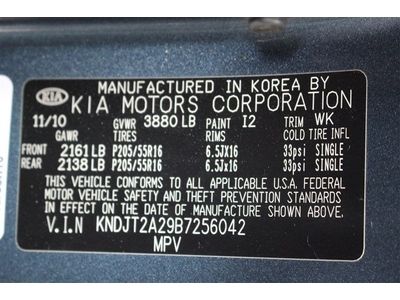 MANUFACTURED IN KOREA BY
KIA KIA MOTORS CORPORATION
11/10 GVWR 3880 LB PAINT I2 TRIM WK
GAWR TIRES RIMS COLD TIRE INFL
FRONT 2161 LB P205/55R16 6.5JX16 33psi SINGLE
REAR 2138 LB P205/55R16 6.5JX16 33psi SINGLE
THIS VEHICLE CONFORMS TO ALL APPLICABLE U.S.A. FEDERAL
MOTOR VEHICLE SAFETY AND THEFT PREVENTION STANDARDS
IN EFFECT ON THE DATE OF MANUFACTURE SHOWN ABOVE.
V.I.N KNDJT2A29B7256042
MPV